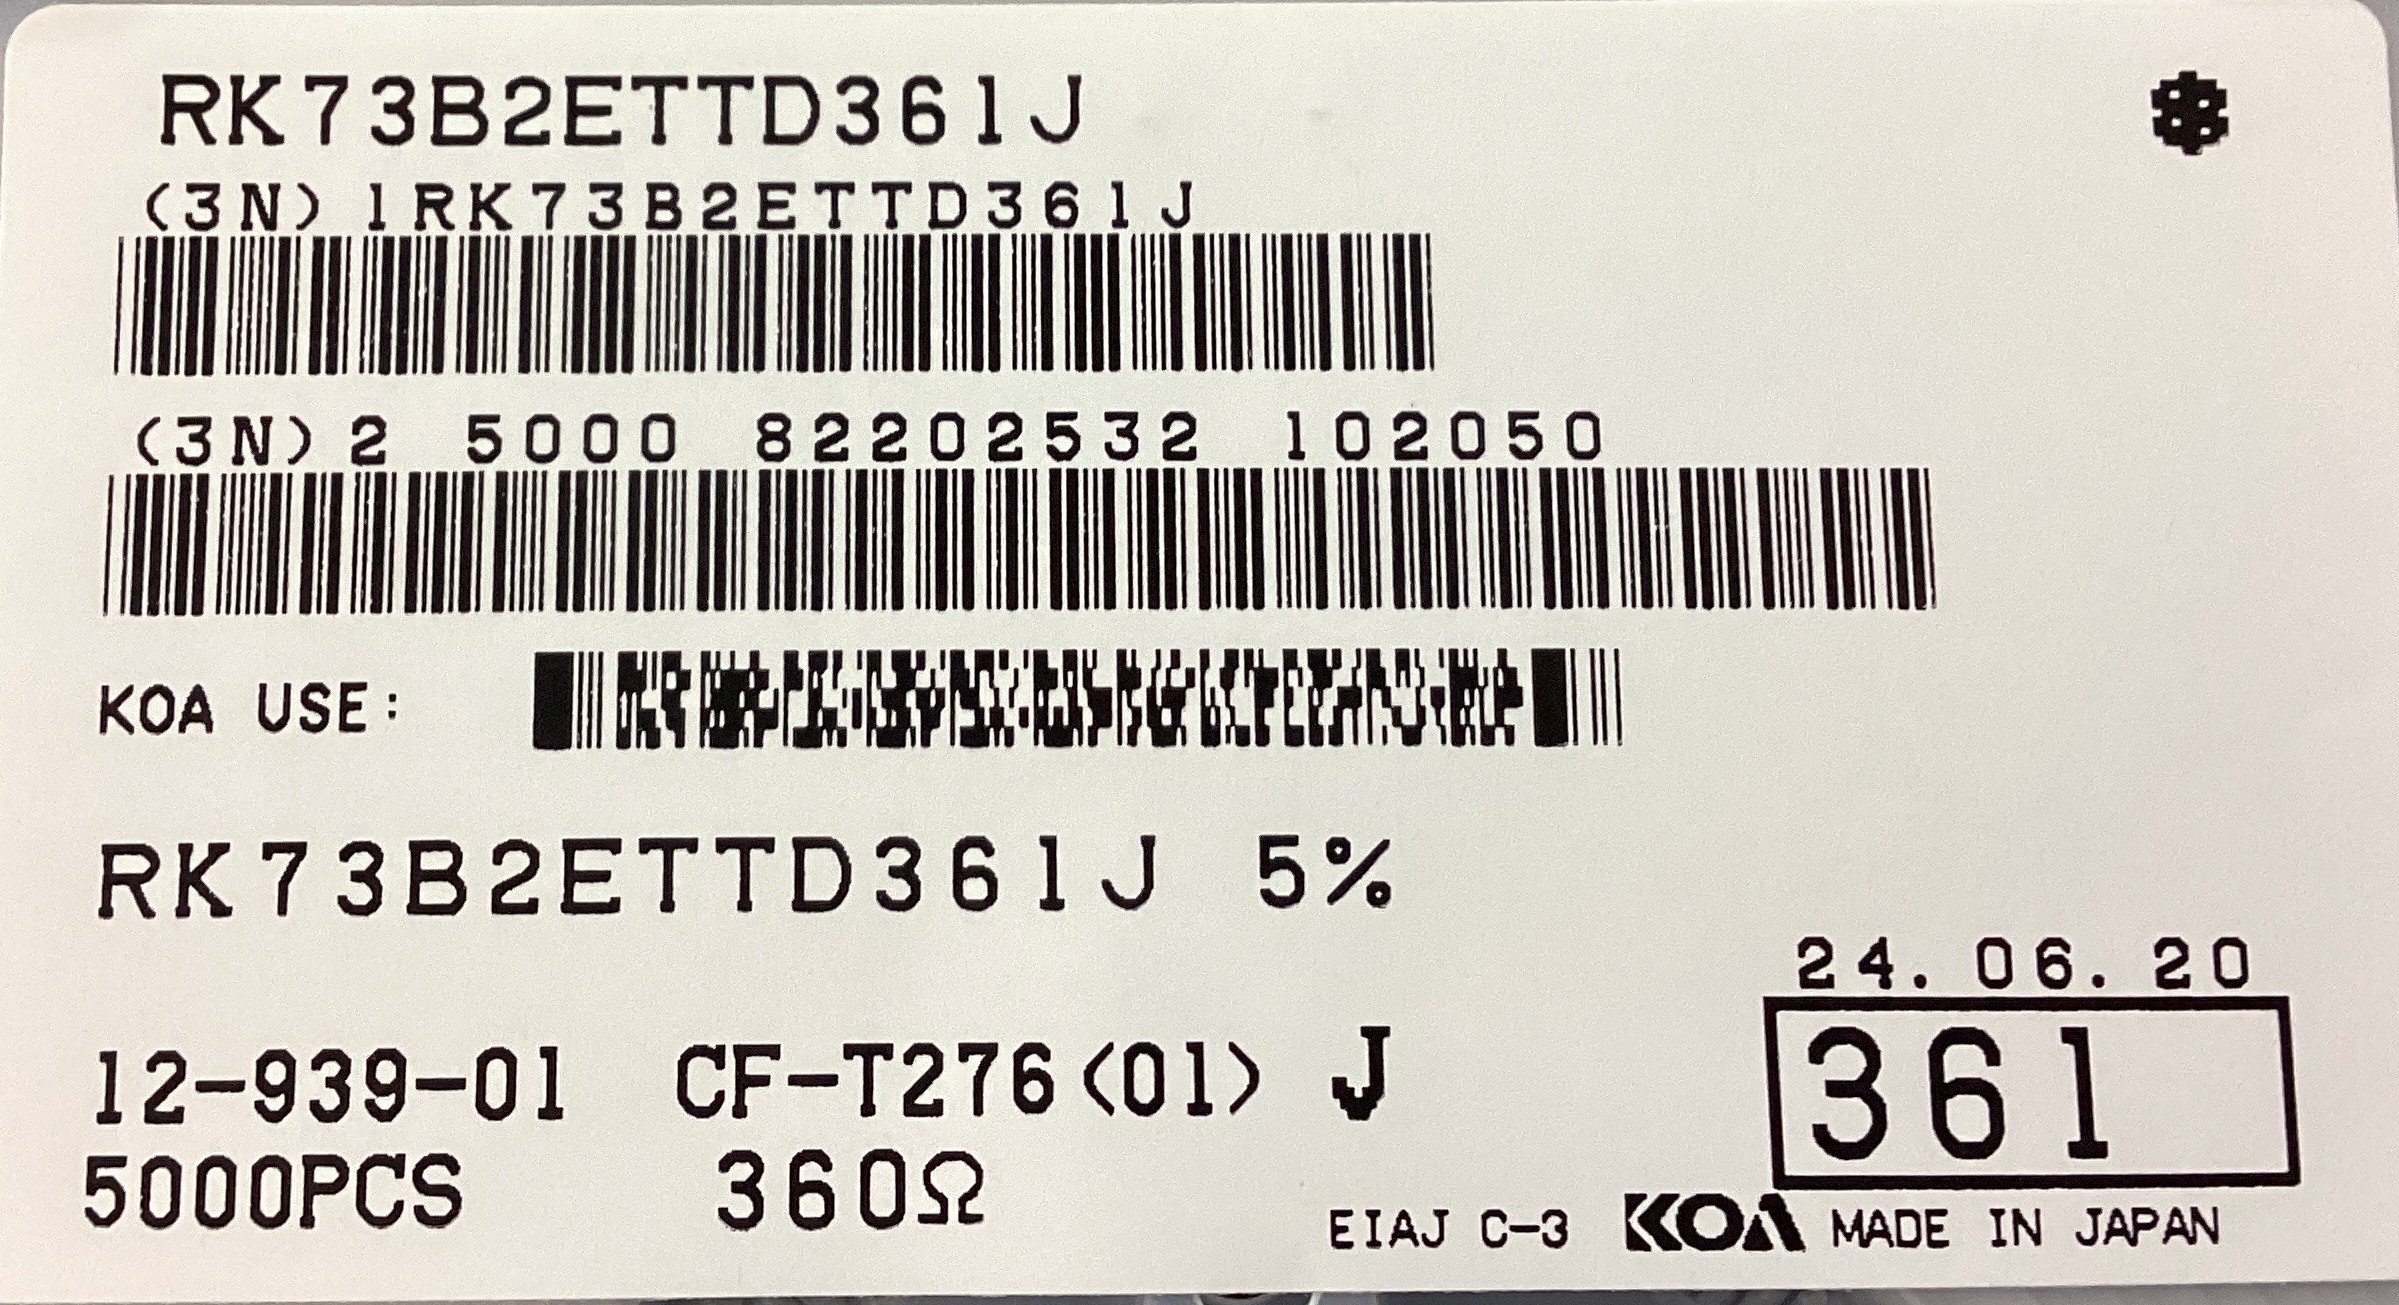 RK73B2ETTD361J
(3N)1RK73B2ETTD361J
(3N)2 5000 82202532 102050
KOA USE:
RK73B2ETTD361J 5%
24.06.20
361
12-939-01 CF-T276(01) J
5000PCS 360Ω
EIAJ C-3 KOA MADE IN JAPAN